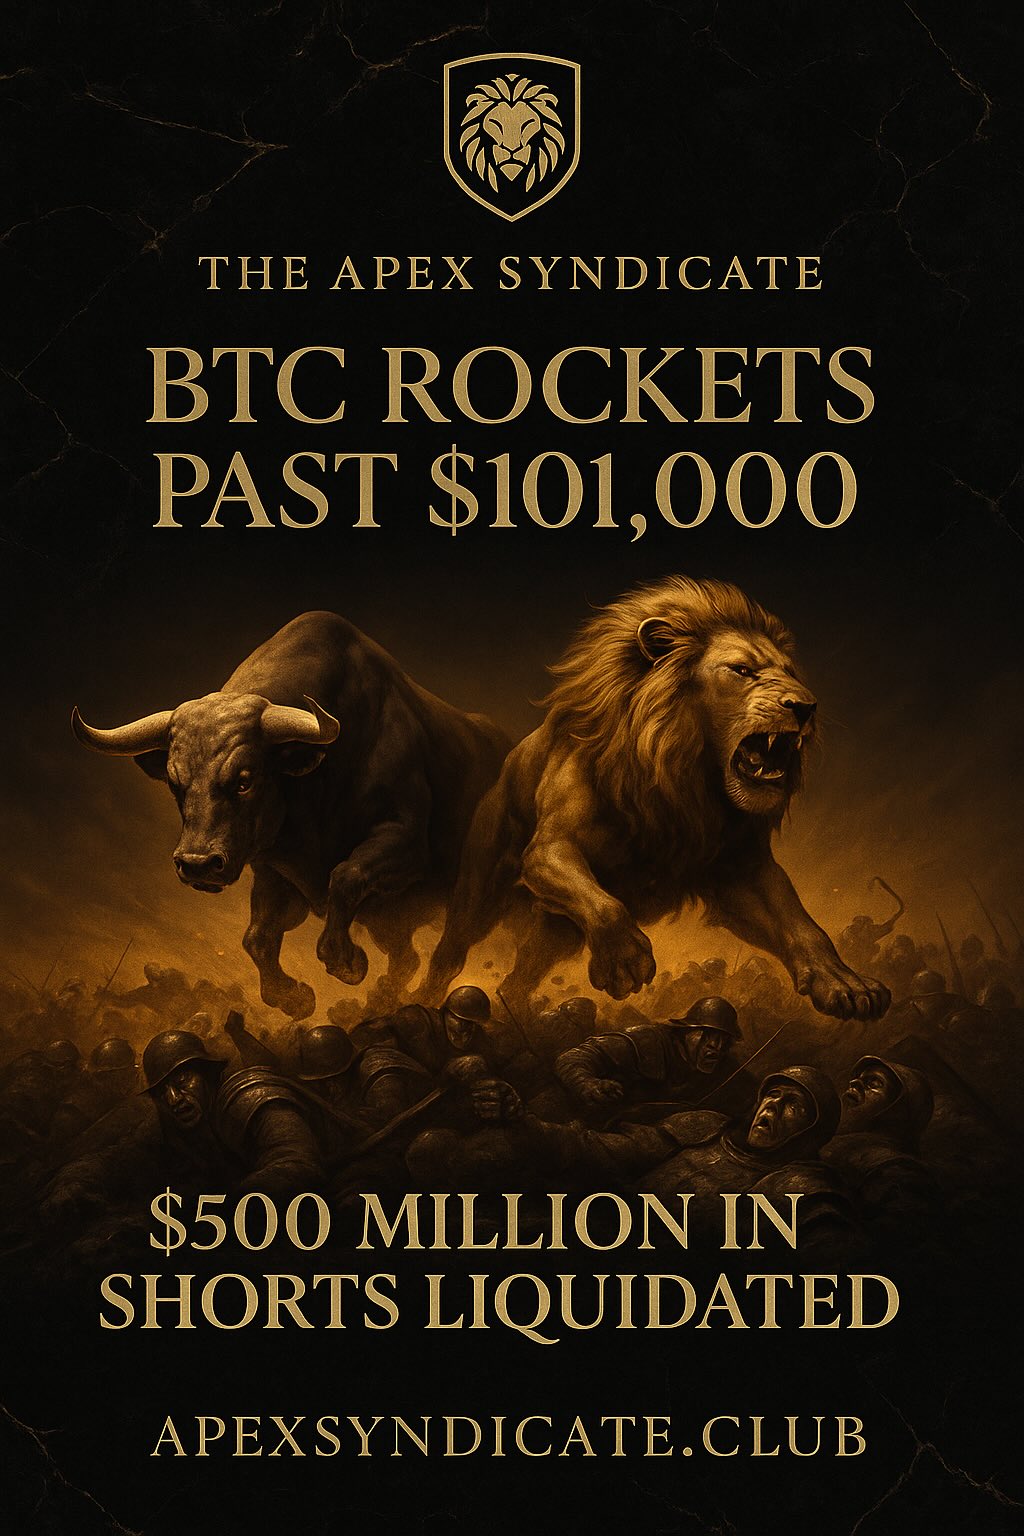 THE APEX SYNDICATE
BTC ROCKETS
PAST $101,000
$500 MILLION IN
SHORTS LIQUIDATED
APEXSYNDICATE.CLUB